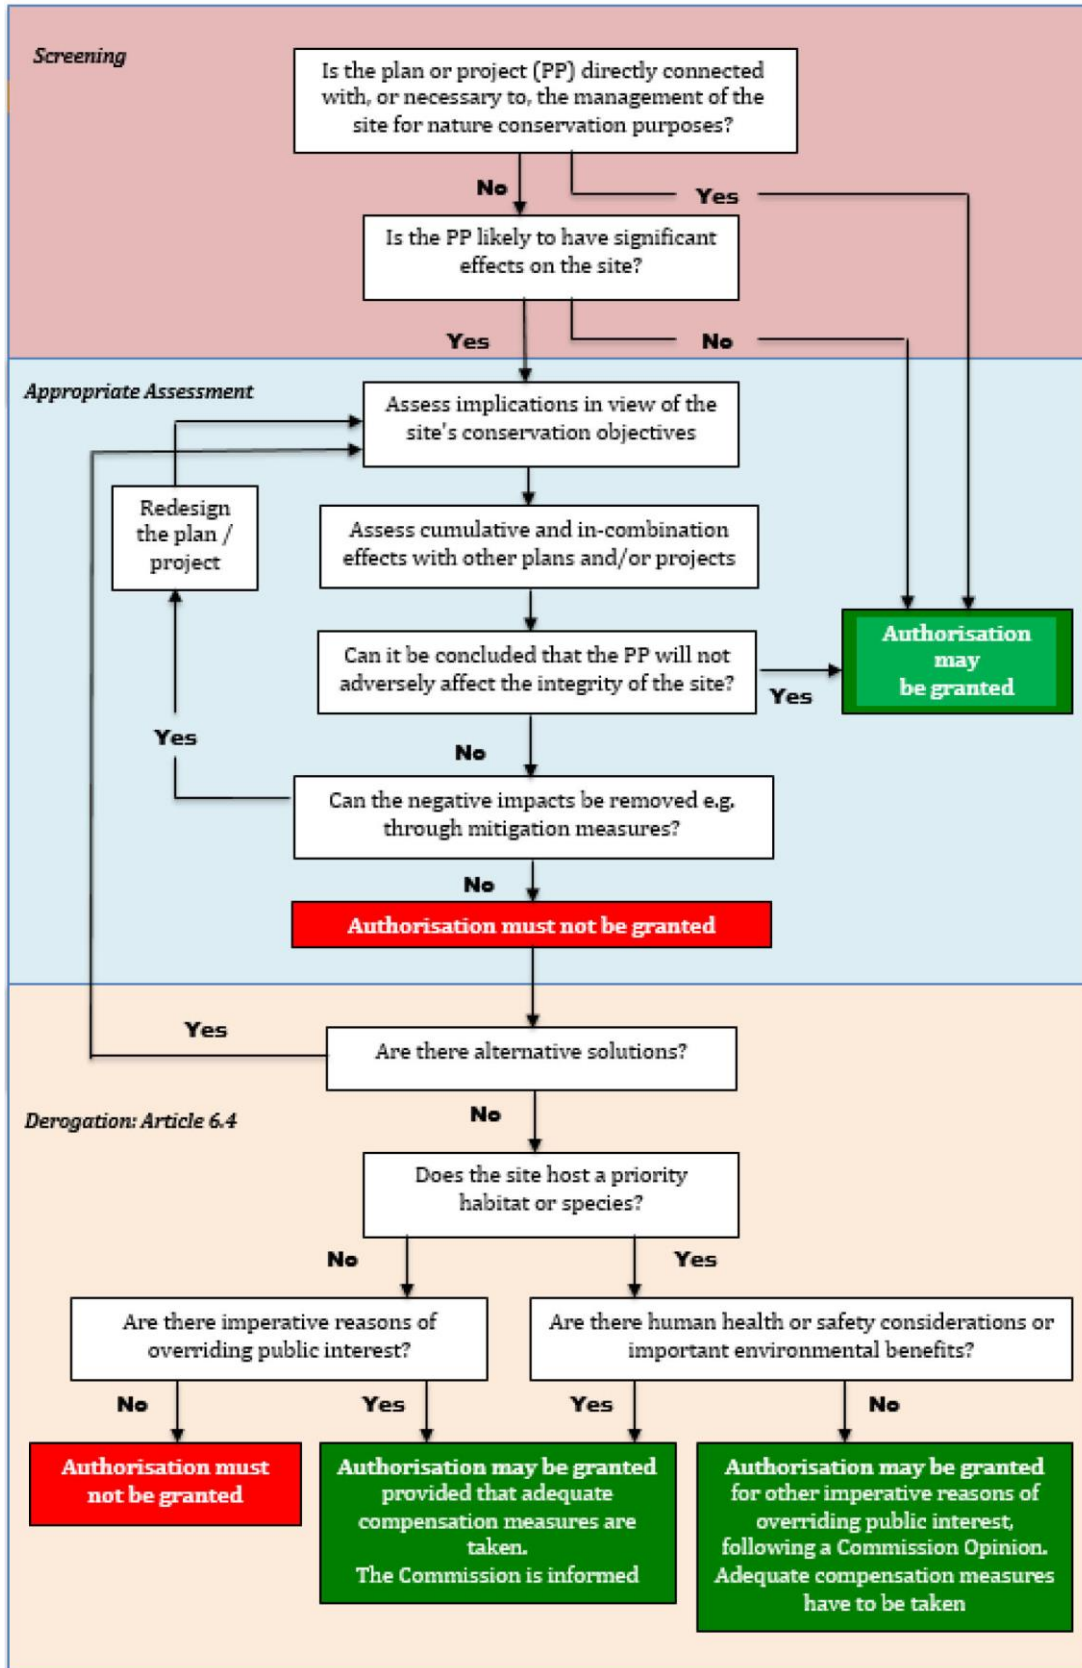 Screening
Is the plan or project (PP) directly connected
with, or necessary to, the management of the
site for nature conservation purposes?
No
Yes
Is the PP likely to have significant
effects on the site?
Yes
No
Appropriate Assessment
Assess implications in view of the
site's conservation objectives
Redesign
the plan /
project
Assess cumulative and in-combination
effects with other plans and/or projects
Can it be concluded that the PP will not
adversely affect the integrity of the site?
Yes
Authorisation
may
be granted
Yes
No
Can the negative impacts be removed e.g.
through mitigation measures?
No
Authorisation must not be granted
Yes
Are there alternative solutions?
Derogation: Article 6.4
No
Does the site host a priority
habitat or species?
No
Yes
Are there imperative reasons of
overriding public interest?
Are there human health or safety considerations or
important environmental benefits?
No
Yes
Yes
No
Authorisation must
not be granted
Authorisation may be granted
provided that adequate
compensation measures are
taken.
The Commission is informed
Authorisation may be granted
for other imperative reasons of
overriding public interest,
following a Commission Opinion.
Adequate compensation measures
have to be taken